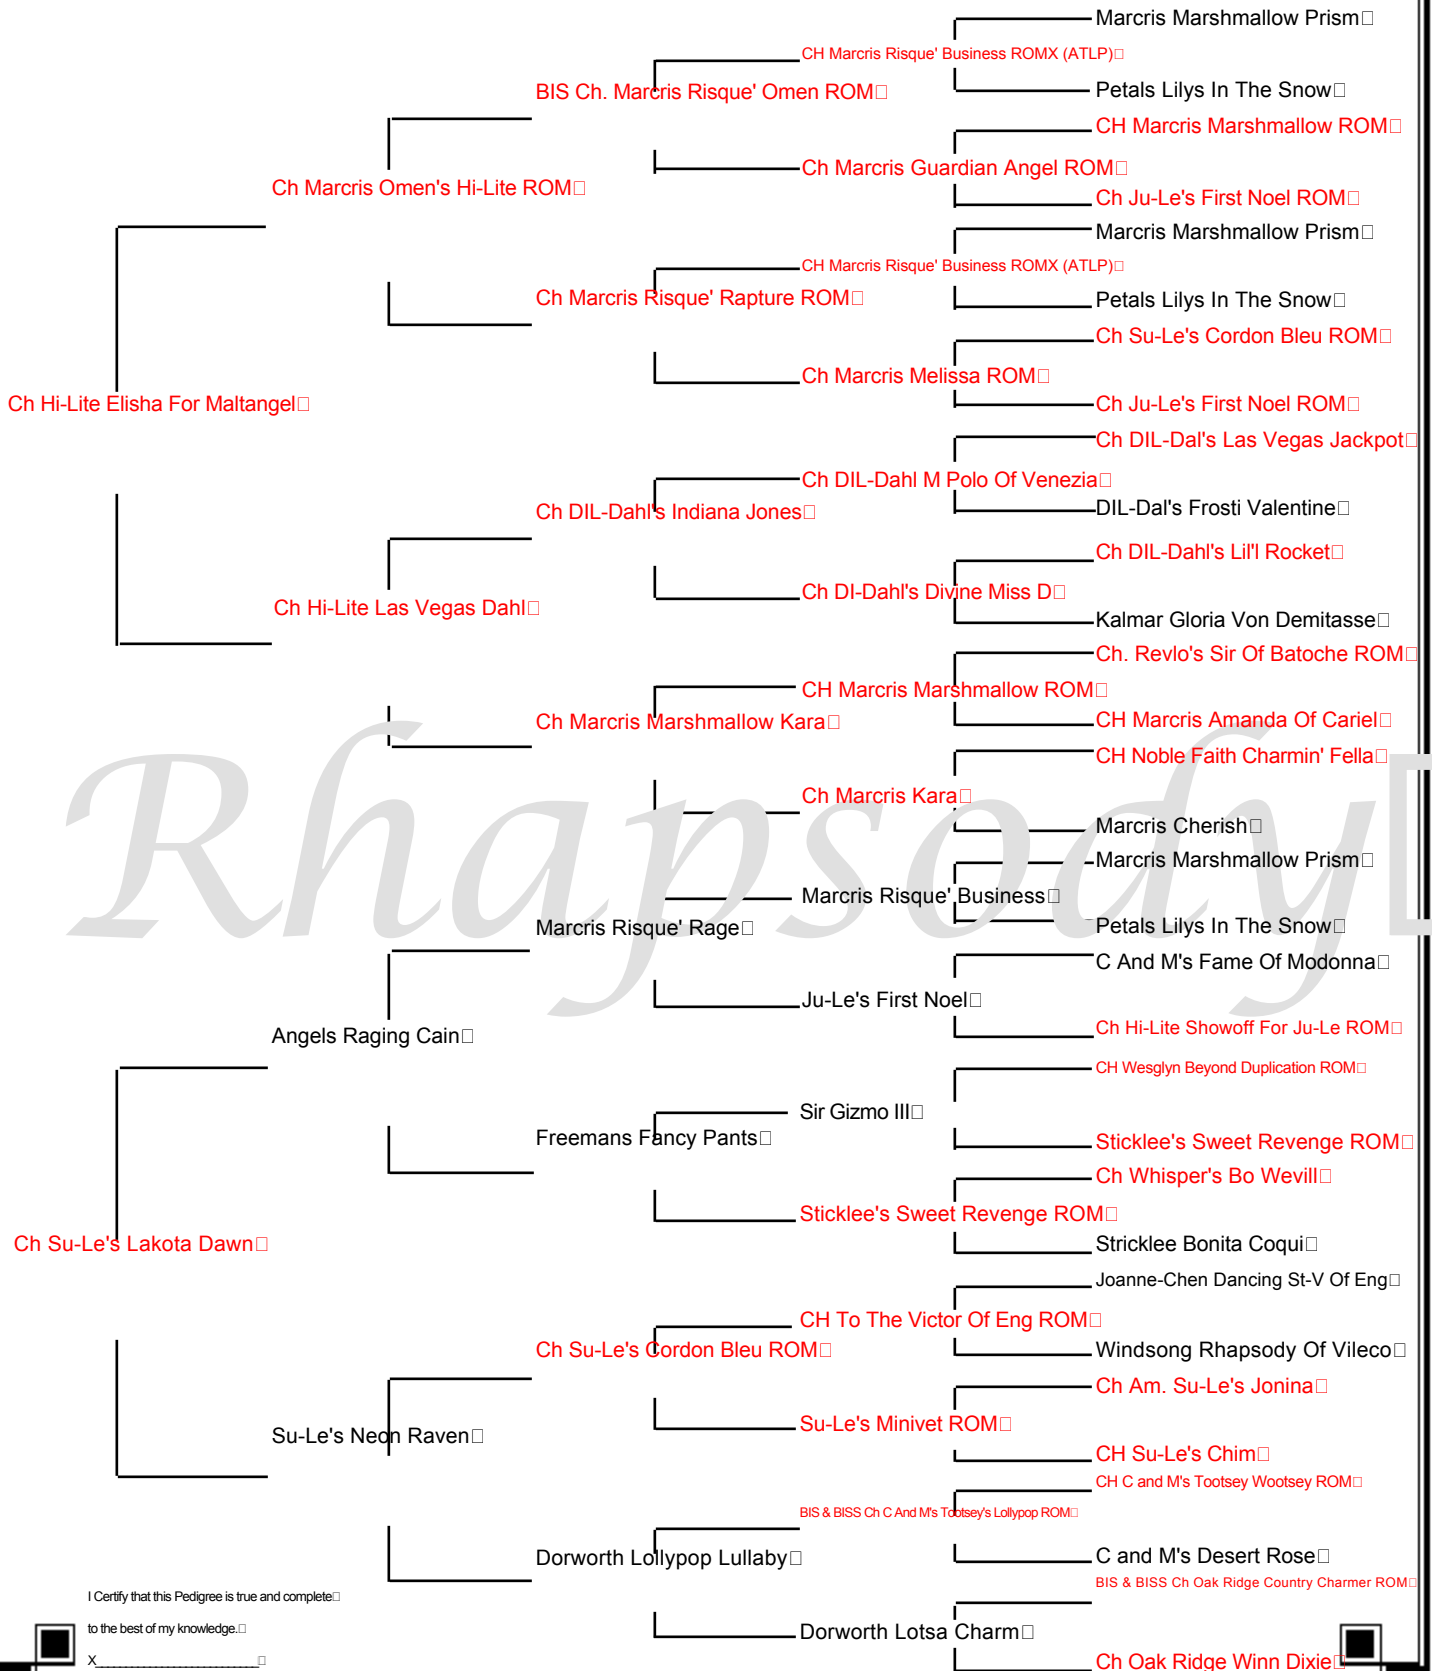 Marcris Marshmallow Prism
CH Marcris Risque' Business ROMX (ATLP)
BIS Ch. Marcris Risque' Omen ROM
Petals Lilys In The Snow
CH Marcris Marshmallow ROM
Ch Marcris Guardian Angel ROM
Ch Marcris Omen's Hi-Lite ROM
Ch Ju-Le's First Noel ROM
Marcris Marshmallow Prism
CH Marcris Risque' Business ROMX (ATLP)
Ch Marcris Risque' Rapture ROM
Petals Lilys In The Snow
Ch Su-Le's Cordon Bleu ROM
Ch Marcris Melissa ROM
Ch Hi-Lite Elisha For Maltangel
Ch Ju-Le's First Noel ROM
Ch DIL-Dal's Las Vegas Jackpot
Ch DIL-Dahl M Polo Of Venezia
Ch DIL-Dahl's Indiana Jones
DIL-Dal's Frosti Valentine
Ch DIL-Dahl's Lil'l Rocket
Ch DI-Dahl's Divine Miss D
Ch Hi-Lite Las Vegas Dahl
Kalmar Gloria Von Demitasse
Ch. Revlo's Sir Of Batoche ROM
CH Marcris Marshmallow ROM
Ch Marcris Marshmallow Kara
CH Marcris Amanda Of Cariel
CH Noble Faith Charmin' Fella
Ch Marcris Kara
Marcris Cherish
Rhapsody
Marcris Marshmallow Prism
Marcris Risque' Business
Marcris Risque' Rage
Petals Lilys In The Snow
C And M's Fame Of Modonna
Ju-Le's First Noel
Angels Raging Cain
Ch Hi-Lite Showoff For Ju-Le ROM
CH Wesglyn Beyond Duplication ROM
Sir Gizmo III
Freemans Fancy Pants
Sticklee's Sweet Revenge ROM
Ch Whisper's Bo Wevill
Sticklee's Sweet Revenge ROM
Ch Su-Le's Lakota Dawn
Stricklee Bonita Coqui
Joanne-Chen Dancing St-V Of Eng
CH To The Victor Of Eng ROM
Ch Su-Le's Cordon Bleu ROM
Windsong Rhapsody Of Vileco
Ch Am. Su-Le's Jonina
Su-Le's Minivet ROM
Su-Le's Neon Raven
CH Su-Le's Chim
CH C and M's Tootsey Wootsey ROM
BIS & BISS Ch C And M's Tootsey's Lollypop ROM
Dorworth Lollypop Lullaby
C and M's Desert Rose
BIS & BISS Ch Oak Ridge Country Charmer ROM
Dorworth Lotsa Charm
Ch Oak Ridge Winn Dixie
I Certify that this Pedigree is true and complete
to the best of my knowledge.
X__________________________